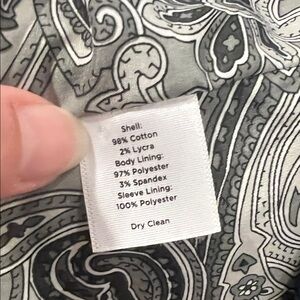 Shell:
98% Cotton
2% Lycra
Body Lining:
97% Polyester
3% Spandex
Sleeve Lining:
100% Polyester
Dry Clean